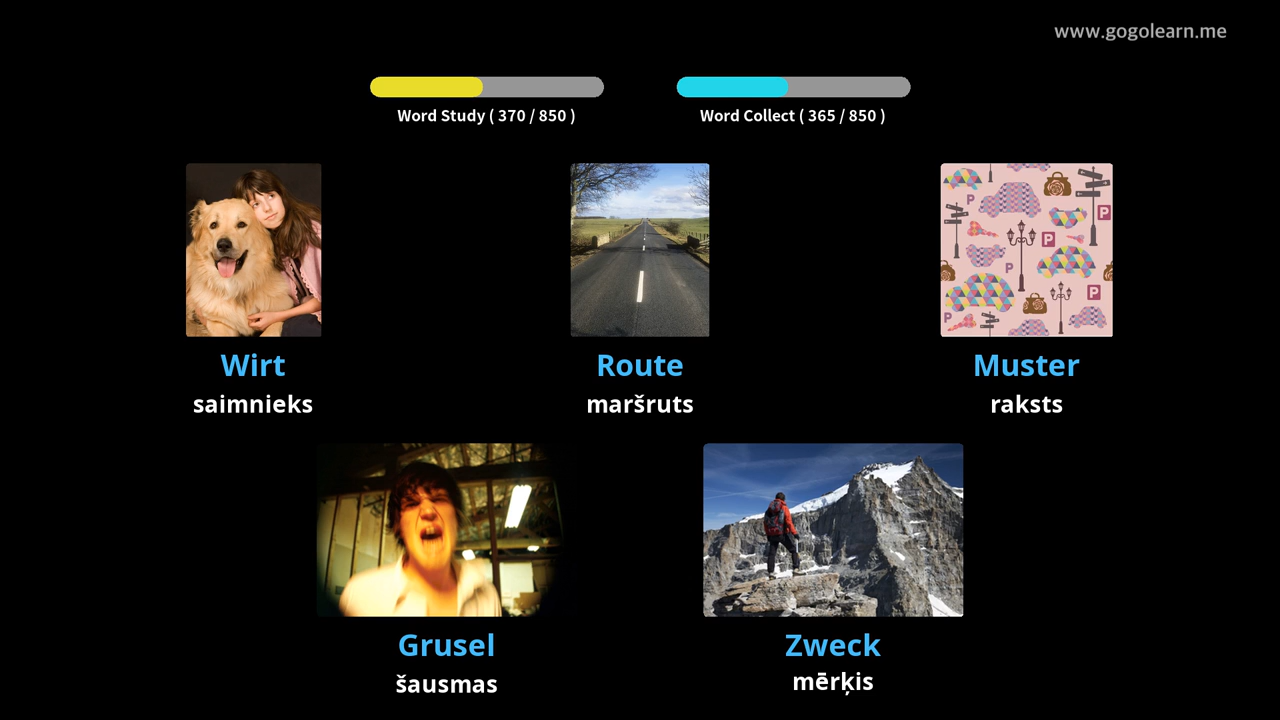 www.gogolearn.me
Word Study ( 370 / 850 )
Word Collect ( 365 / 850 )
Wirt
saimnieks
Route
maršruts
Muster
raksts
P
P
P
P
P
P
Grusel
šausmas
Zweck
mērķis